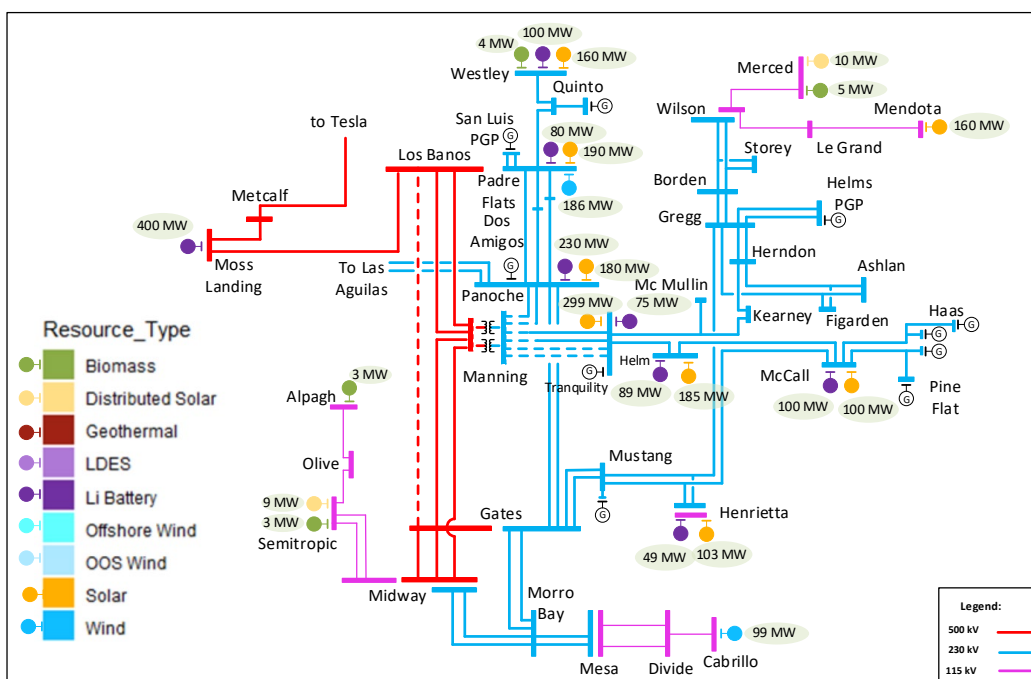 100 MW
4 MW
160 MW
Westley
Quinto
G
San Luis
PGP
G
80 MW
190 MW
Padre
Flats
186 MW
Dos
Amigos
G
230 MW
180 MW
Panoche
to Tesla
Los Banos
Metcalf
400 MW
Moss
Landing
To Las
Aguilas
Merced
10 MW
5 MW
Mendota
160 MW
Le Grand
Wilson
Storey
Borden
Gregg
Helms
PGP
G
Herndon
Ashlan
Figarden
Kearney
Mc Mullin
299 MW
75 MW
Manning
Tranquility
G
Helm
89 MW
185 MW
Haas
G
G
G
McCall
100 MW
100 MW
Pine
Flat
G
Resource_Type
Biomass
Distributed Solar
Geothermal
LDES
Li Battery
Offshore Wind
OOS Wind
Solar
Wind
3 MW
Alpagh
Olive
9 MW
3 MW
Semitropic
Midway
Gates
Mustang
G
Henrietta
49 MW
103 MW
Morro
Bay
Mesa
Divide
Cabrillo
99 MW
Legend:
500 kV
230 kV
115 kV